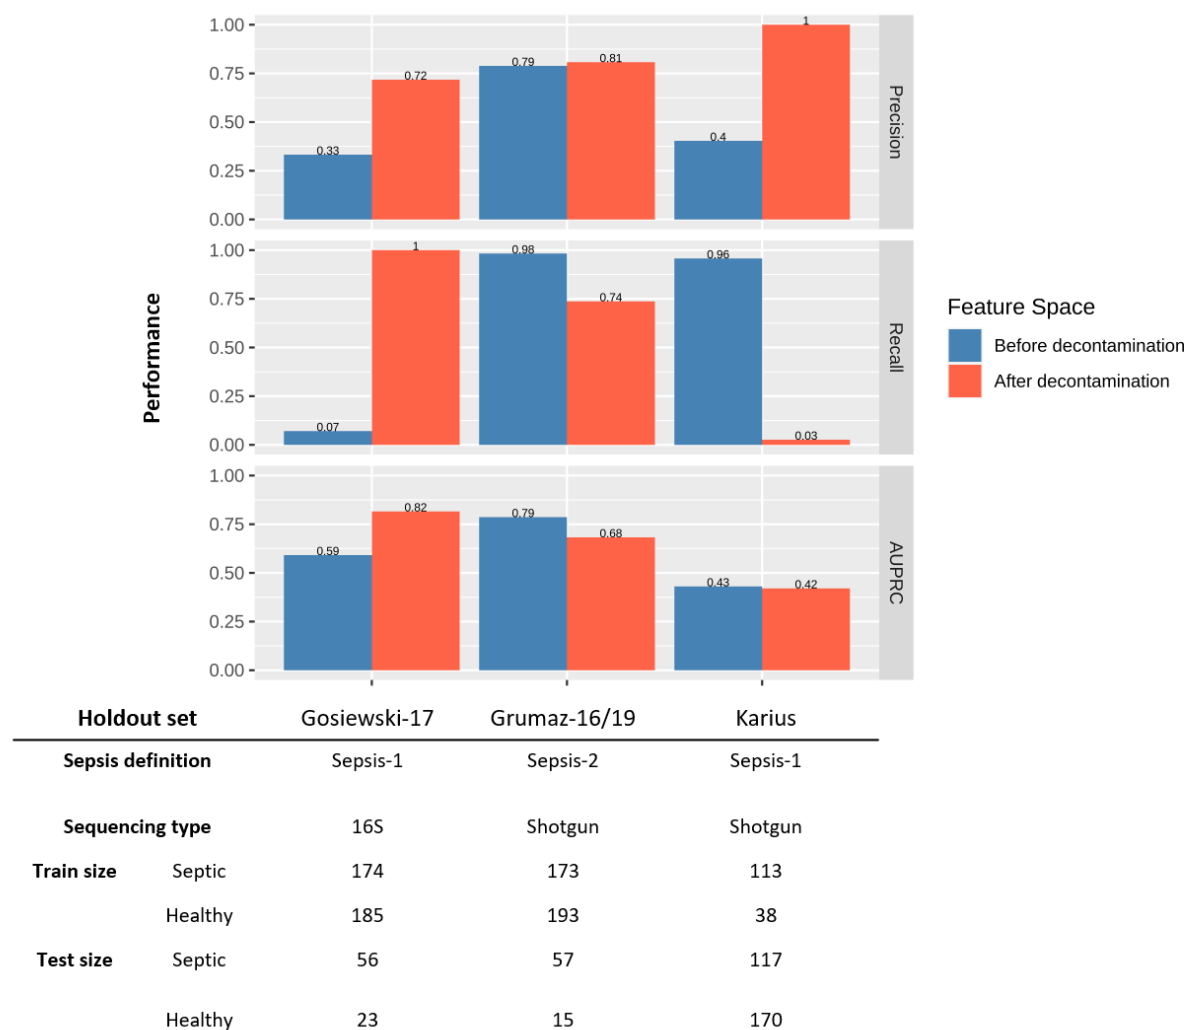 1.00
0.75
0.50
0.25
0.00
0.33
0.72
0.79
0.81
0.4
1
Precision
1.00
0.75
0.50
0.25
0.00
0.07
1
0.98
0.74
0.96
0.03
Recall
1.00
0.75
0.50
0.25
0.00
0.59
0.82
0.79
0.68
0.43
0.42
AUPRC
Performance
Feature Space
Before decontamination
After decontamination
Holdout set Gosiewski-17 Grumaz-16/19 Karius
Sepsis definition Sepsis-1 Sepsis-2 Sepsis-1
Sequencing type 16S Shotgun Shotgun
Train size Septic 174 173 113
Healthy 185 193 38
Test size Septic 56 57 117
Healthy 23 15 170